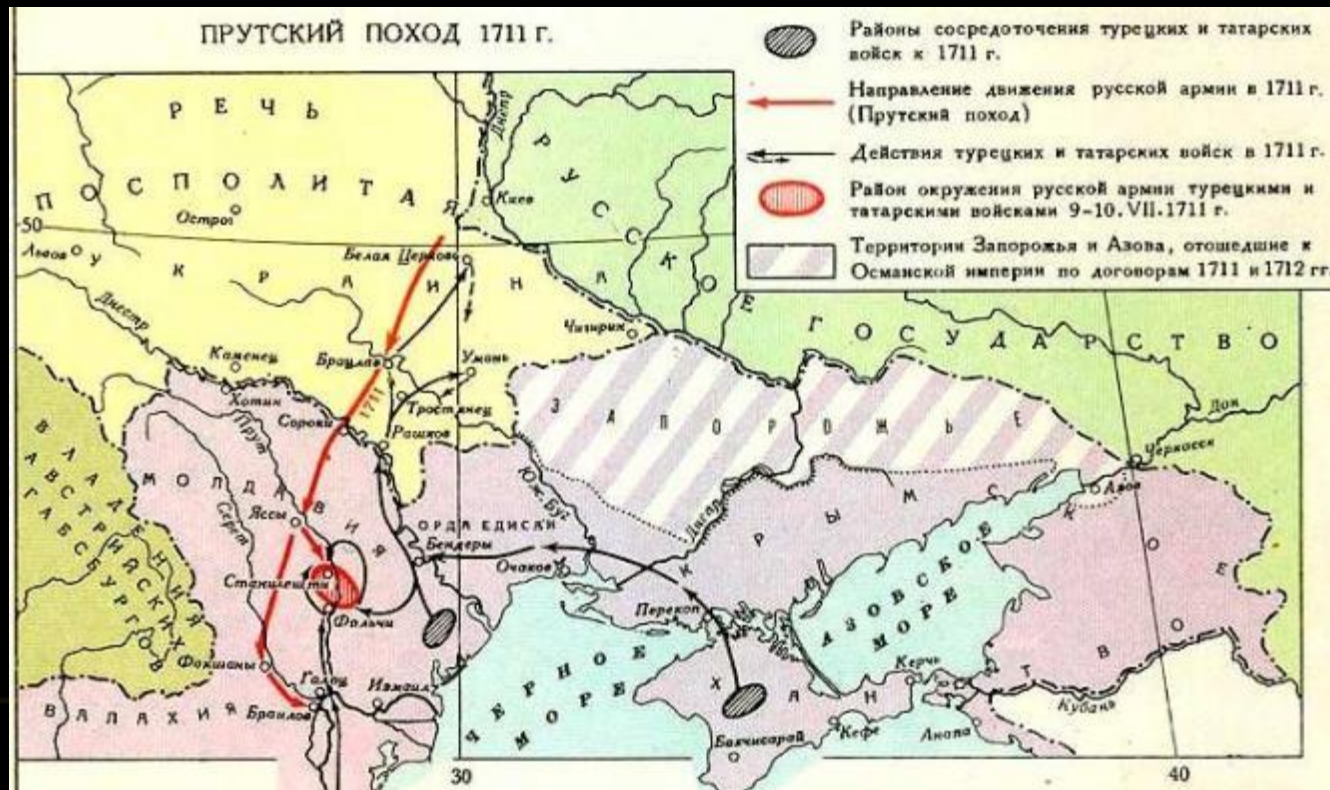 ПРУТСКИЙ ПОХОД 1711 г.
Районы сосредоточения турецких и татарских
войск к 1711 г.
Направление движения русской армии в 1711 г.
(Прутский поход)
Действия турецких и татарских войск в 1711 г.
Район окружения русской армии турецкими и
татарскими войсками 9-10.VII.1711 г.
Территории Запорожья и Азова, отошедшие к
Османской империи по договорам 1711 и 1712 гг.
РЕЧЬ
ПОСПОЛИТАЯ
УКРАИНА
РУССКОЕ
ГОСУДАРСТВО
Днепр
Киев
Острог
50
Львов
Белая Церковь
Днестр
Чигирин
Каменец
Брацлав
Умань
Хотин
1711
Тростянец
Сороки
Рашков
ЗАПОРОЖЬЕ
Дон
Черкасск
Азов
Прут
ВЛАДЕНИЯ
АВСТРИЙСКИХ
ГАБСБУРГОВ
МОЛДАВИЯ
Серет
Яссы
Юж. Буг
Днепр
ОРДА ЕДИСАН
Бендеры
Очаков
КРЫМСКОЕ
ХАНСТВО
Станилешти
Фальчи
Перекоп
АЗОВСКОЕ
МОРЕ
Фокшаны
Галац
Измаил
Браилов
ВАЛАХИЯ
ЧЕРНОЕ
МОРЕ
Керчь
Кефе
Бахчисарай
Анапа
Кубань
30
40